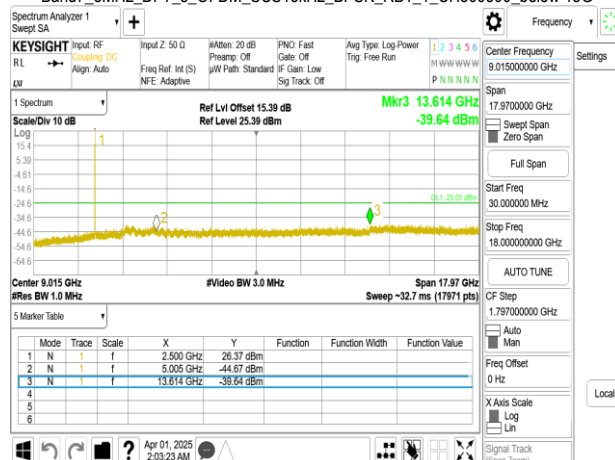 Spectrum Analyzer 1
Swept SA
Frequency
Settings
KEYSIGHT
RL
LXI
Input: RF
Coupling: DC
Align: Auto
Input Z: 50 Ω
Freq Ref: Int (S)
NFE: Adaptive
#Atten: 20 dB
Preamp: Off
µW Path: Standard
PNO: Fast
Gate: Off
IF Gain: Low
Sig Track: Off
Avg Type: Log-Power
Trig: Free Run
1 2 3 4 5 6
M W W W W W
P N N N N N
Center Frequency
9.015000000 GHz
Span
17.9700000 GHz
Swept Span
Zero Span
Full Span
Start Freq
30.000000 MHz
Stop Freq
18.000000000 GHz
AUTO TUNE
CF Step
1.797000000 GHz
Auto
Man
Freq Offset
0 Hz
X Axis Scale
Log
Lin
Signal Track
Local
1 Spectrum
Scale/Div 10 dB
Ref Lvl Offset 15.39 dB
Ref Level 25.39 dBm
Mkr3 13.614 GHz
-39.64 dBm
Log
15.4
5.39
-4.61
-14.6
-24.6
-34.6
-44.6
-54.6
-64.6
1
2
3
DL1 -25.00 dBm
Center 9.015 GHz
#Res BW 1.0 MHz
#Video BW 3.0 MHz
Span 17.97 GHz
Sweep ~32.7 ms (17971 pts)
5 Marker Table
Mode Trace Scale X Y Function Function Width Function Value
1 N 1 f 2.500 GHz 26.37 dBm
2 N 1 f 5.005 GHz -44.67 dBm
3 N 1 f 13.614 GHz -39.64 dBm
4
5
6
Apr 01, 2025
2:03:23 AM